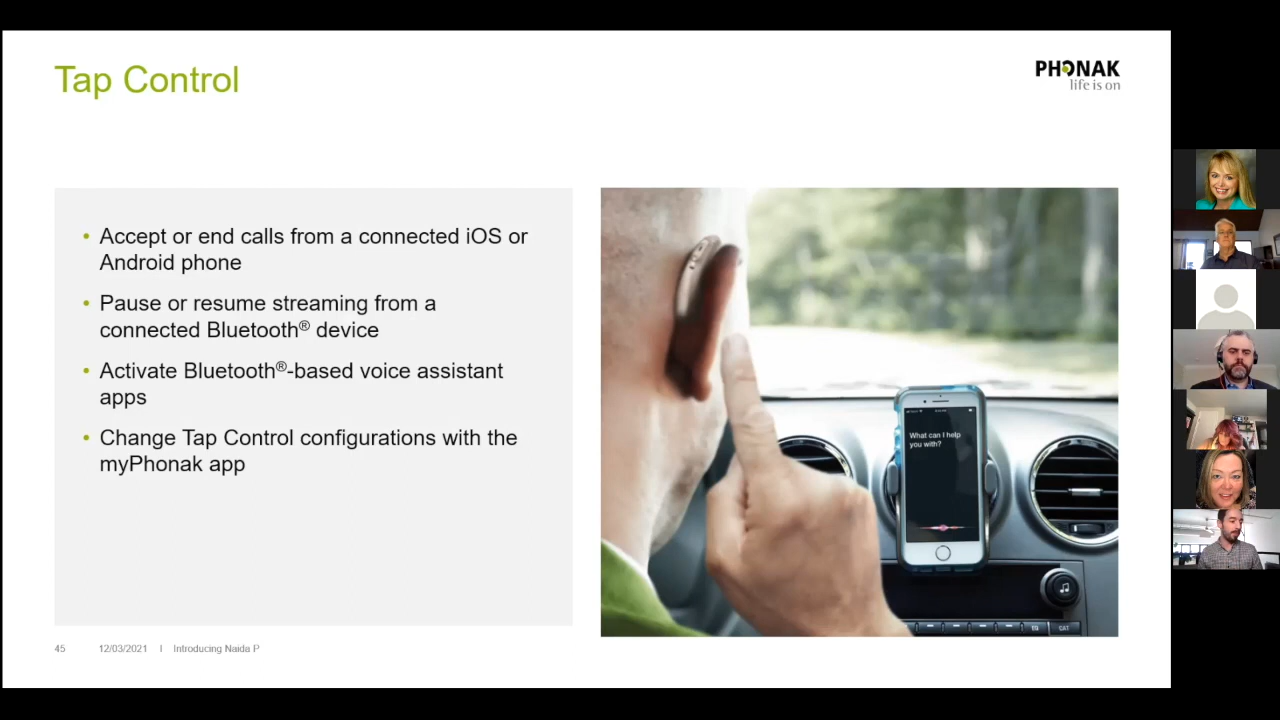 Tap Control
PHONAK
life is on
• Accept or end calls from a connected iOS or
Android phone
• Pause or resume streaming from a
connected Bluetooth® device
• Activate Bluetooth®-based voice assistant
apps
• Change Tap Control configurations with the
myPhonak app
What can I help
you with?
SAT
45 12/03/2021 I Introducing Naida P